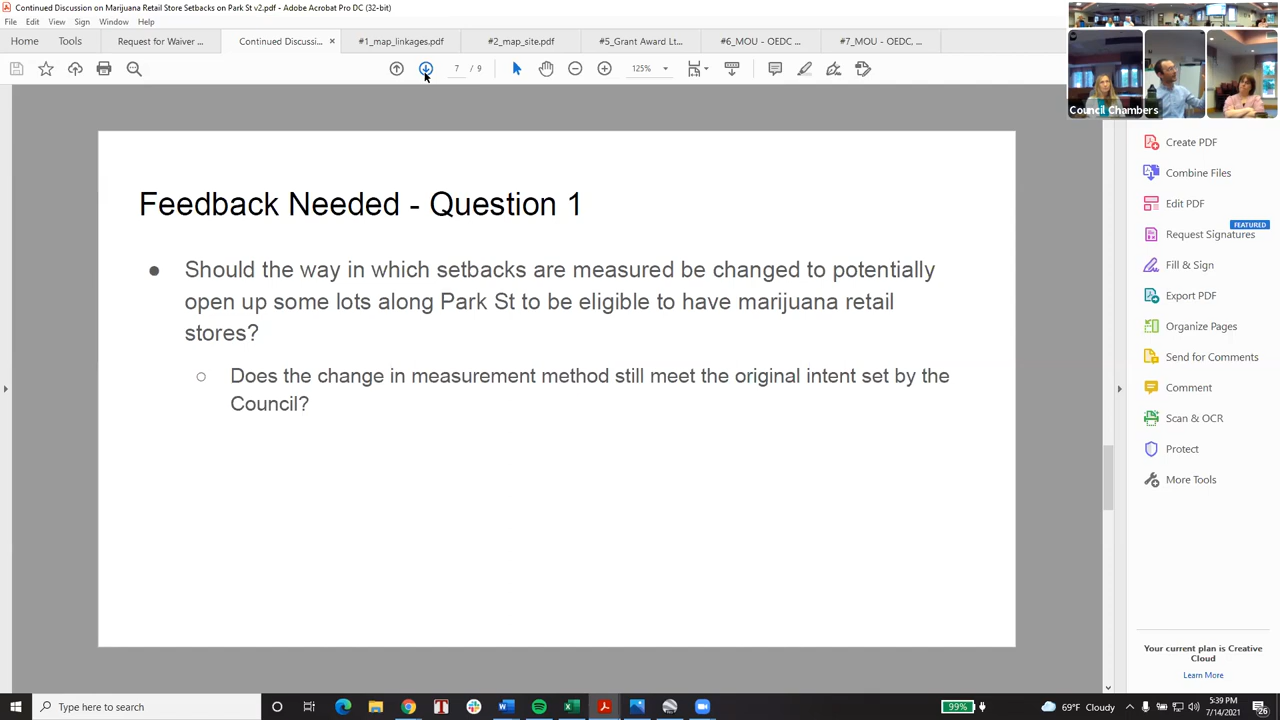 Continued Discussion on Marijuana Retail Store Setbacks on Park St v2.pdf - Adobe Acrobat Pro DC (32-bit)
File Edit View Sign Window Help
Home Tools Request for Waiver ... Continued Discussi... × #1_map_ #2_map_site.pdf #5_Grant Award Lt... #6_MOU - OEDC ... #7_MOU - OEDC, ...
7 / 9 125%
Council Chambers
Create PDF
Combine Files
Edit PDF
FEATURED
Request Signatures
Fill & Sign
Export PDF
Organize Pages
Send for Comments
Comment
Scan & OCR
Protect
More Tools
Feedback Needed - Question 1
● Should the way in which setbacks are measured be changed to potentially
open up some lots along Park St to be eligible to have marijuana retail
stores?
○ Does the change in measurement method still meet the original intent set by the
Council?
Your current plan is Creative
Cloud
Learn More
Type here to search
99%
69°F Cloudy
5:39 PM
7/14/2021
26